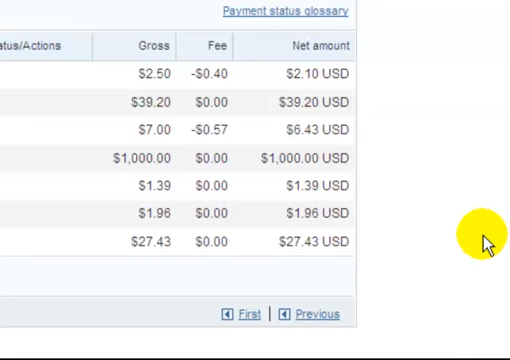 Payment status glossary
atus/Actions Gross Fee Net amount
$2.50 -$0.40 $2.10 USD
$39.20 $0.00 $39.20 USD
$7.00 -$0.57 $6.43 USD
$1,000.00 $0.00 $1,000.00 USD
$1.39 $0.00 $1.39 USD
$1.96 $0.00 $1.96 USD
$27.43 $0.00 $27.43 USD
First | Previous